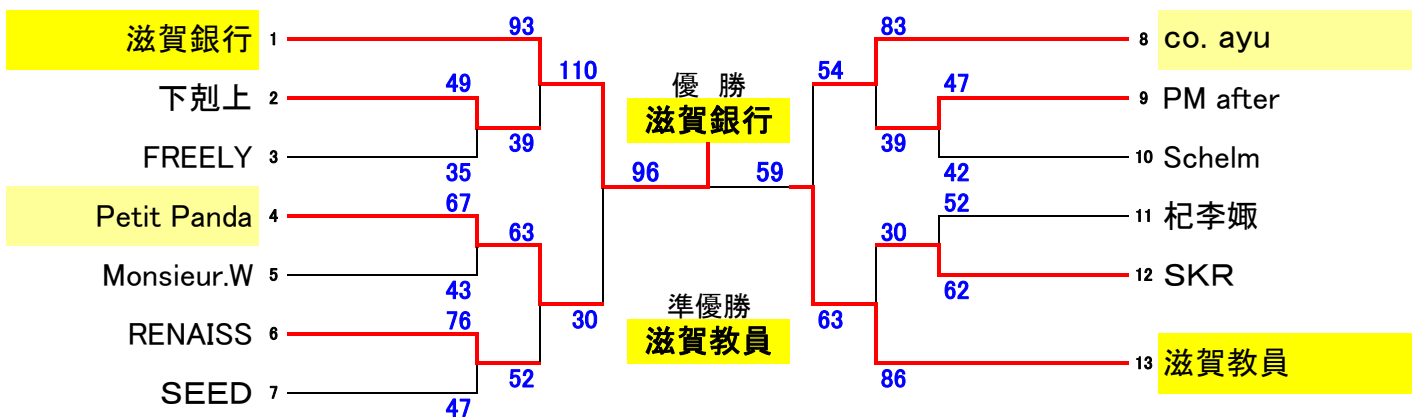 93
83
滋賀銀行 1
8 co. ayu
110
54
優 勝
49
47
下剋上 2
9 PM after
滋賀銀行
39
39
FREELY 3
10 Schelm
35
42
96
59
67
52
Petit Panda 4
11 杞李娵
63
30
Monsieur.W 5
12 SKR
43
62
準優勝
76
30
63
RENAISS 6
滋賀教員
13 滋賀教員
52
86
SEED 7
47